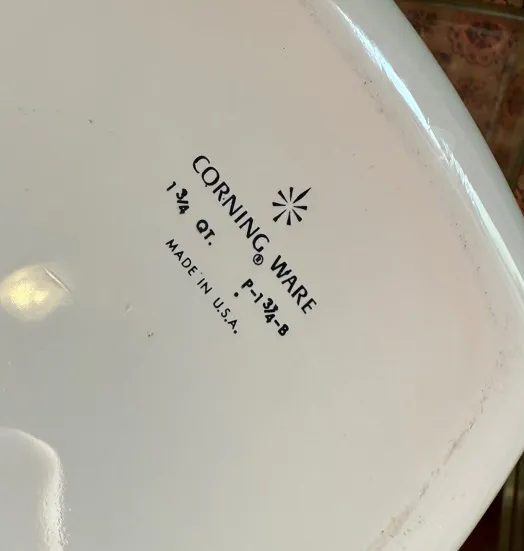 CORNING® WARE
1 3/4 QT. P-1 3/4-B
MADE IN U.S.A.